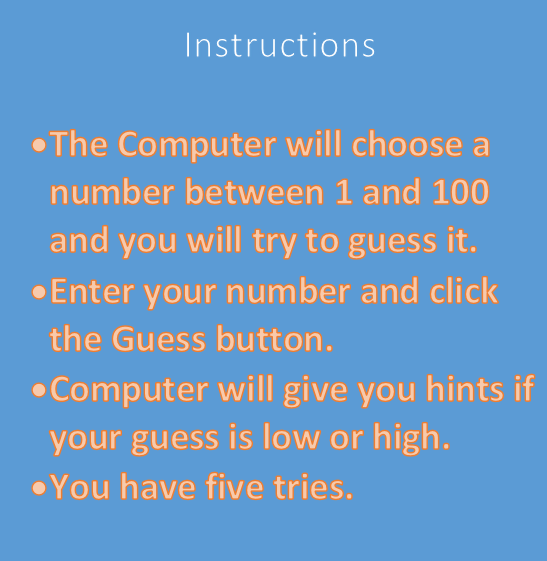 Instructions
•The Computer will choose a
number between 1 and 100
and you will try to guess it.
•Enter your number and click
the Guess button.
•Computer will give you hints if
your guess is low or high.
•You have five tries.